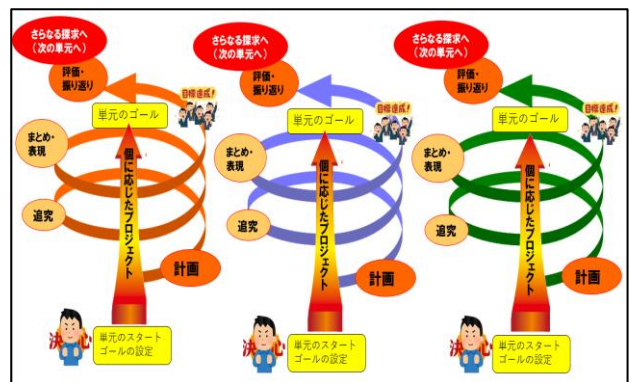 さらなる探求へ
(次の単元へ)
評価・
振り返り
目標達成!
単元のゴール
まとめ・
表現
個に応じたプロジェクト
追究
計画
決
単元のスタート
ゴールの設定
さらなる探求へ
(次の単元へ)
評価・
振り返り
目標達成!
単元のゴール
まとめ・
表現
個に応じたプロジェクト
追究
計画
決
単元のスタート
ゴールの設定
さらなる探求へ
(次の単元へ)
評価・
振り返り
目標達成!
単元のゴール
まとめ・
表現
個に応じたプロジェクト
追究
計画
決
単元のスタート
ゴールの設定